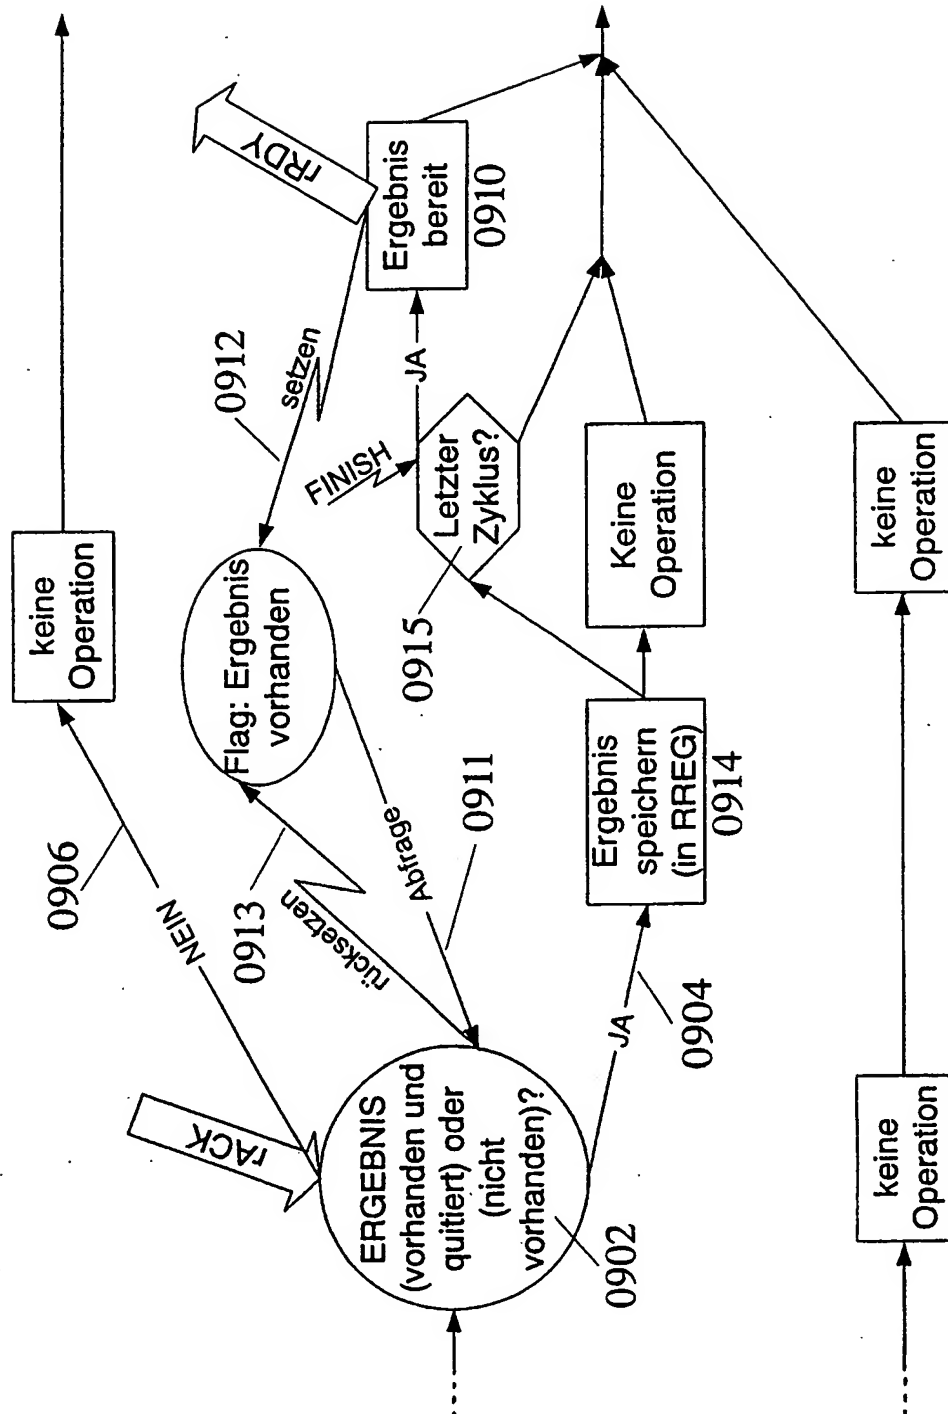 keine
Operation
0906
NEIN
rACK
ERGEBNIS
(vorhanden und
quitiert) oder
(nicht
vorhanden)?
0902
JA
0904
0913
rücksetzen
Abfrage
0911
Flag: Ergebnis
vorhanden
0912
setzen
rRDY
Ergebnis
bereit
0910
JA
FINISH
Letzter
Zyklus?
0915
Ergebnis
speichern
(in RREG)
0914
Keine
Operation
keine
Operation
keine
Operation